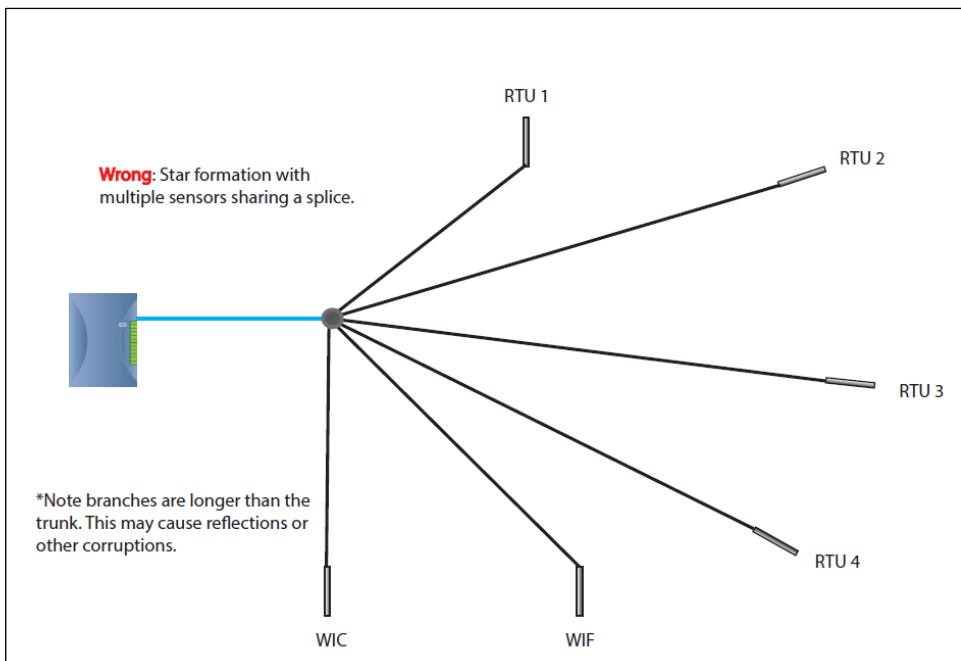 RTU 1
Wrong: Star formation with
multiple sensors sharing a splice.
RTU 2
RTU 3
*Note branches are longer than the
trunk. This may cause reflections or
other corruptions.
RTU 4
WIC
WIF